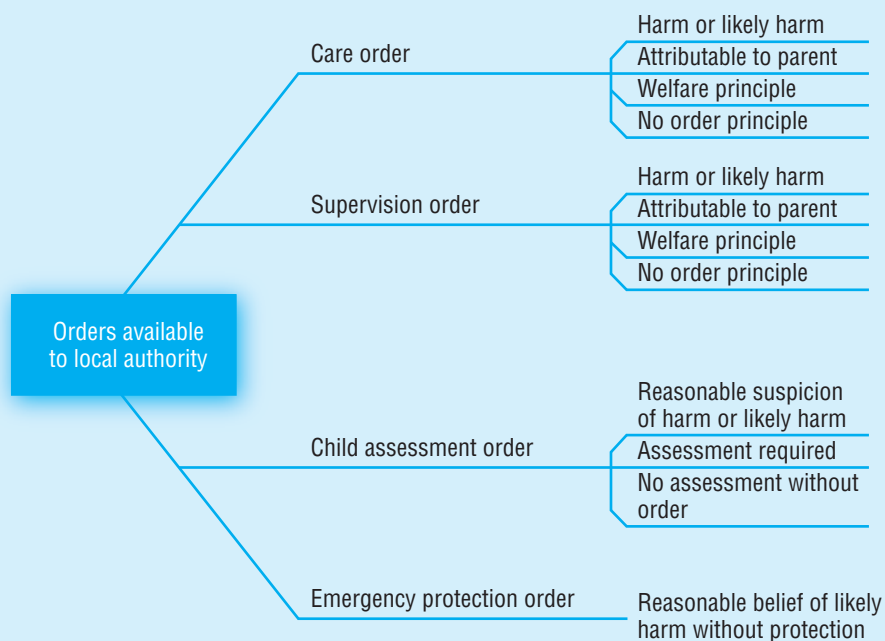 Orders available
to local authority
Care order
Harm or likely harm
Attributable to parent
Welfare principle
No order principle
Supervision order
Harm or likely harm
Attributable to parent
Welfare principle
No order principle
Child assessment order
Reasonable suspicion
of harm or likely harm
Assessment required
No assessment without
order
Emergency protection order
Reasonable belief of likely
harm without protection